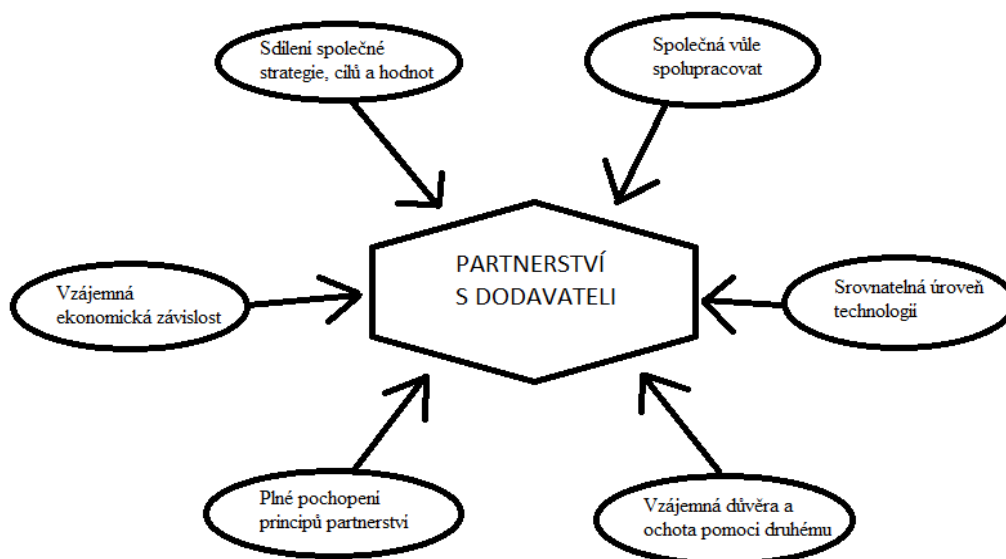 Sdílení společné
strategie, cílů a hodnot
Společná vůle
spolupracovat
PARTNERSTVÍ
S DODAVATELI
Vzájemná
ekonomická závislost
Srovnatelná úroveň
technologií
Plné pochopení
principů partnerství
Vzájemná důvěra a
ochota pomoci druhému